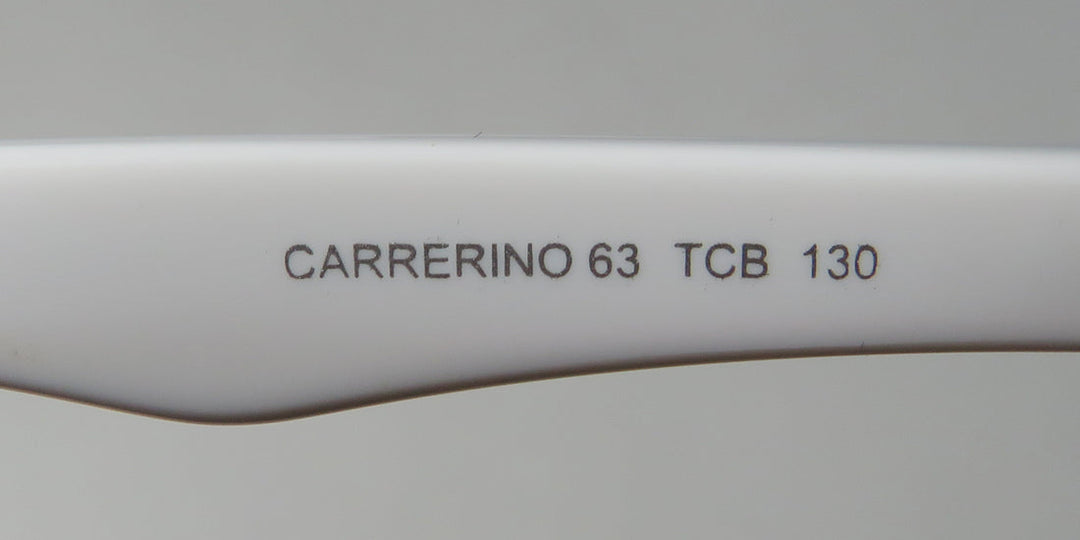 CARRERINO 63 TCB 130